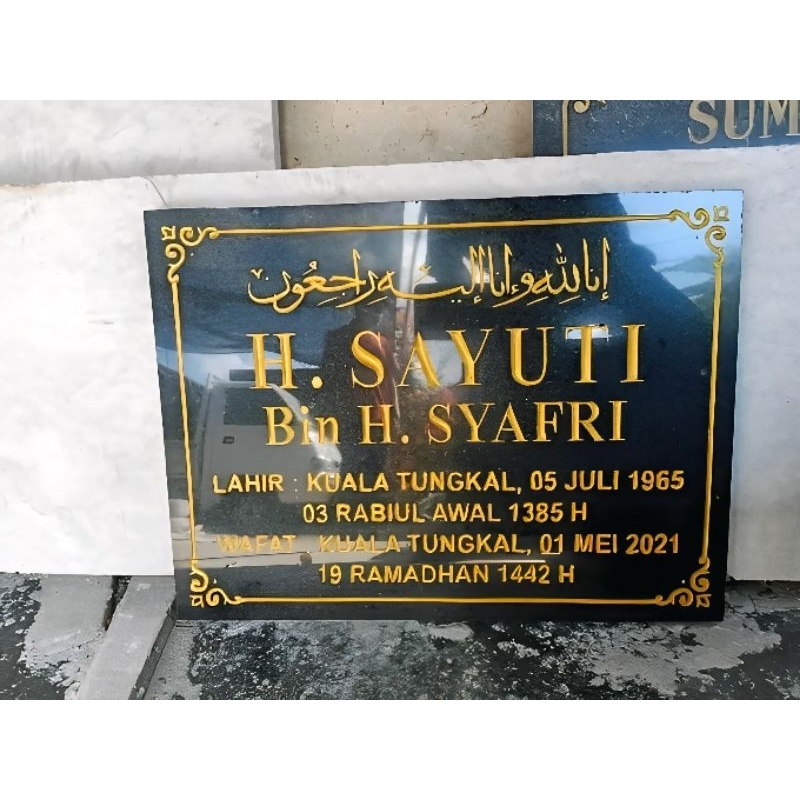 SUM
إنا لله وإنا إليه راجعون
H. SAYUTI
Bin H. SYAFRI
LAHIR : KUALA TUNGKAL, 05 JULI 1965
03 RABIUL AWAL 1385 H
WAFAT : KUALA TUNGKAL, 01 MEI 2021
19 RAMADHAN 1442 H